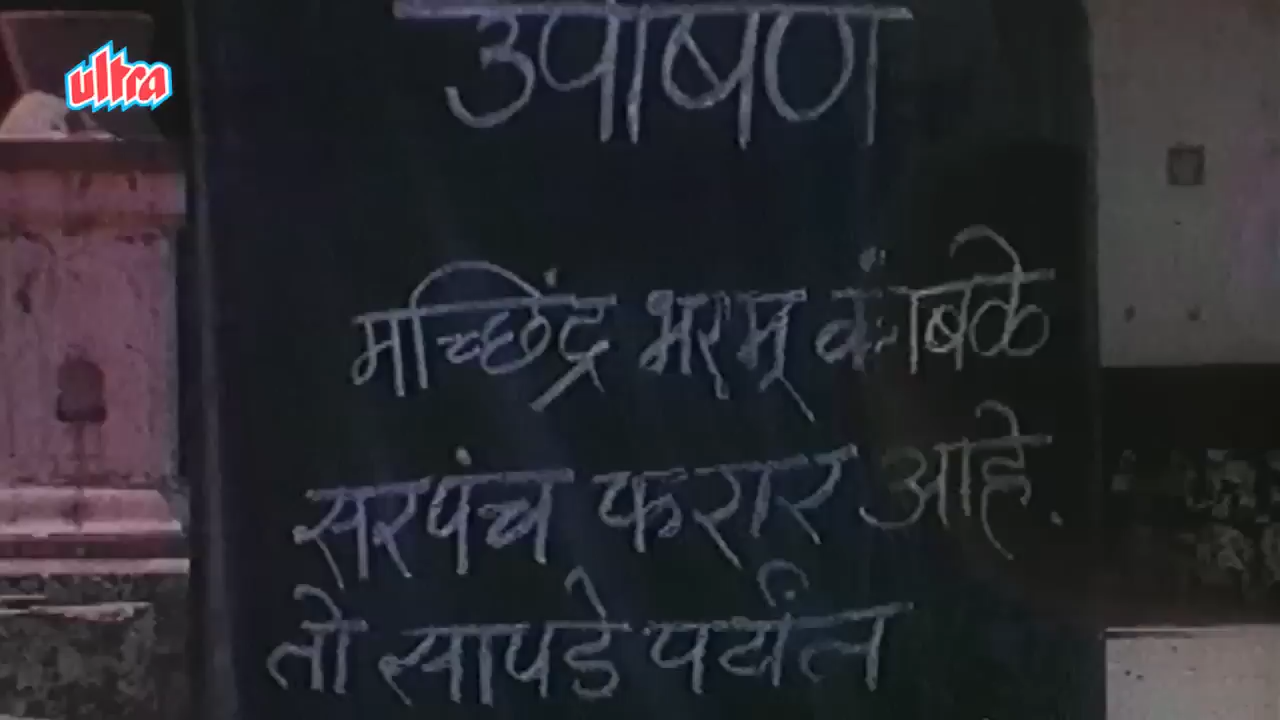 ultra
उपोषण
मच्छिंद्र भरमू कांबळे
सरपंच फरार आहे.
तो सापडे पर्यंत